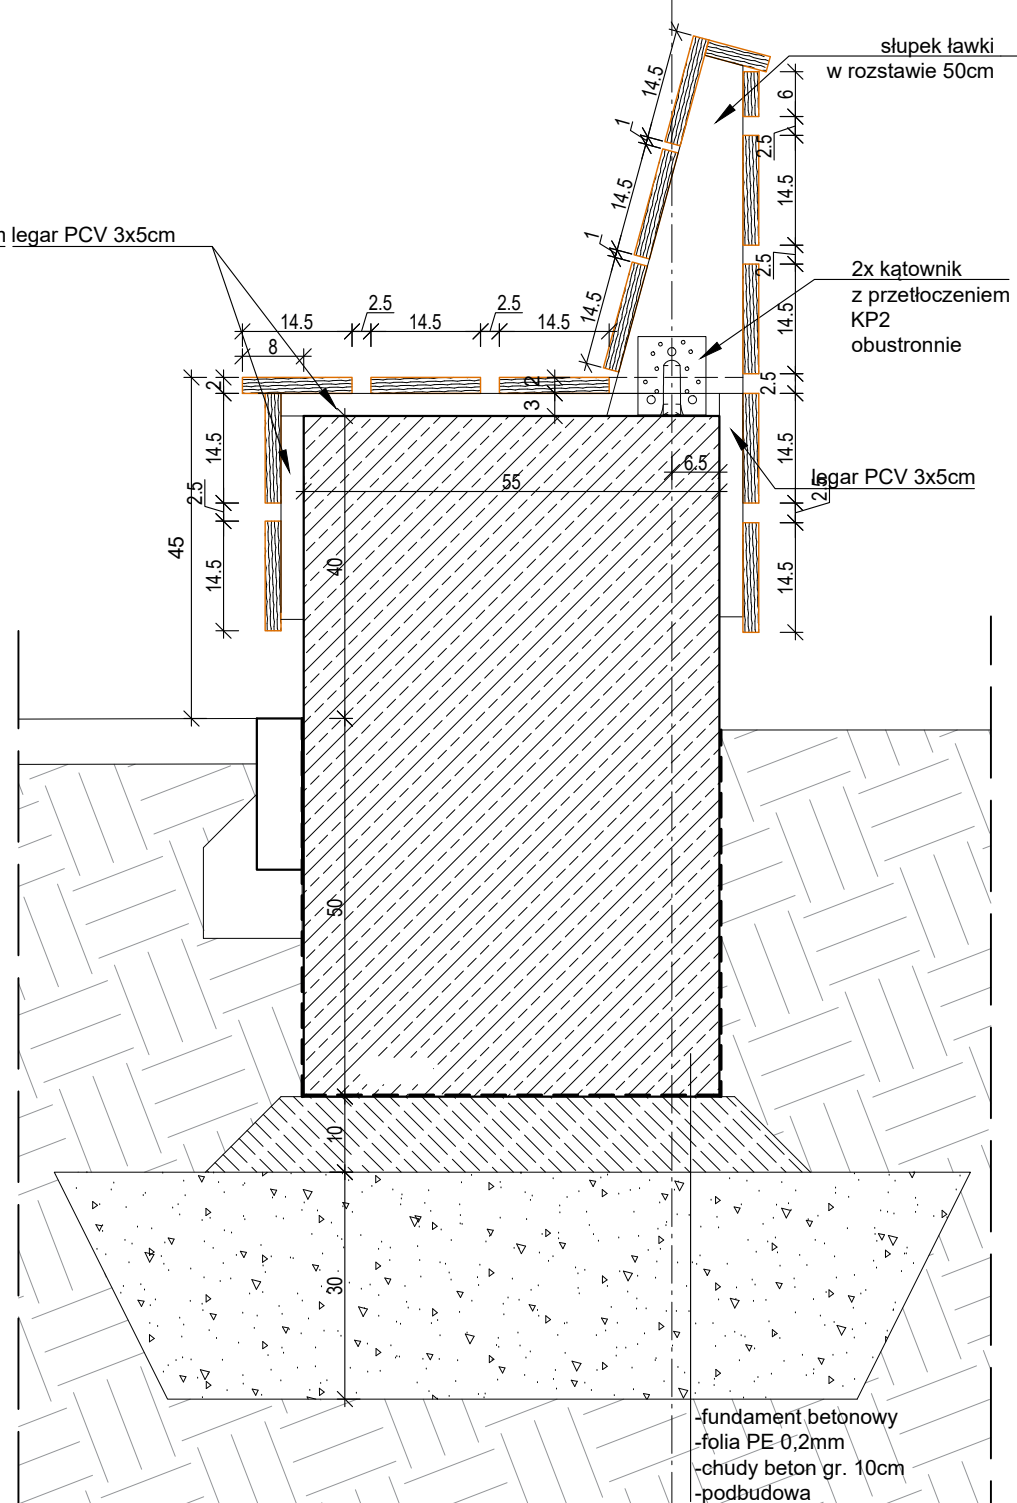 słupek ławki
w rozstawie 50cm
14.5
6
1
2.5
14.5
14.5
m legar PCV 3x5cm
1
2.5
2x kątownik
z przetłoczeniem
KP2
obustronnie
14.5
14.5
2.5
14.5
2.5
14.5
14.5
8
2
2
2.5
3
14.5
14.5
6.5
legar PCV 3x5cm
55
2.5
2.5
45
40
14.5
14.5
50
10
30
-fundament betonowy
-folia PE 0,2mm
-chudy beton gr. 10cm
-podbudowa